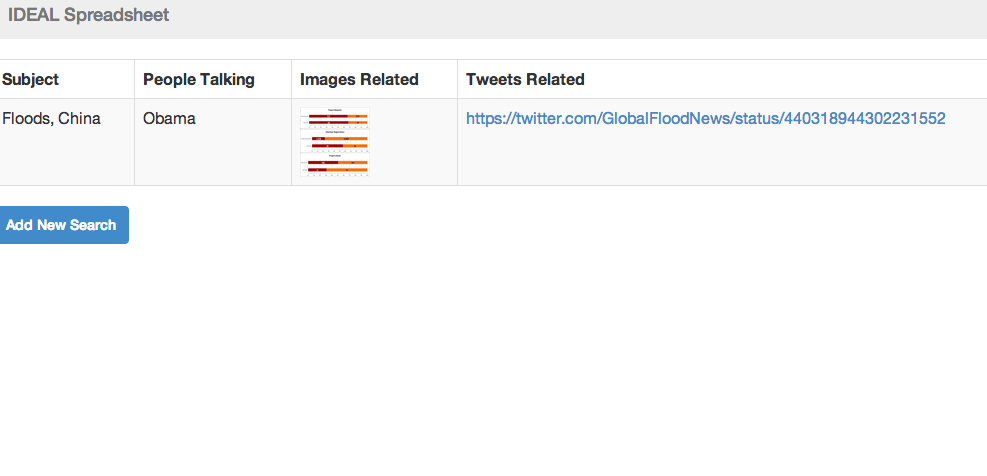 IDEAL Spreadsheet
Subject People Talking Images Related Tweets Related
Floods, China Obama https://twitter.com/GlobalFloodNews/status/440318944302231552
Add New Search